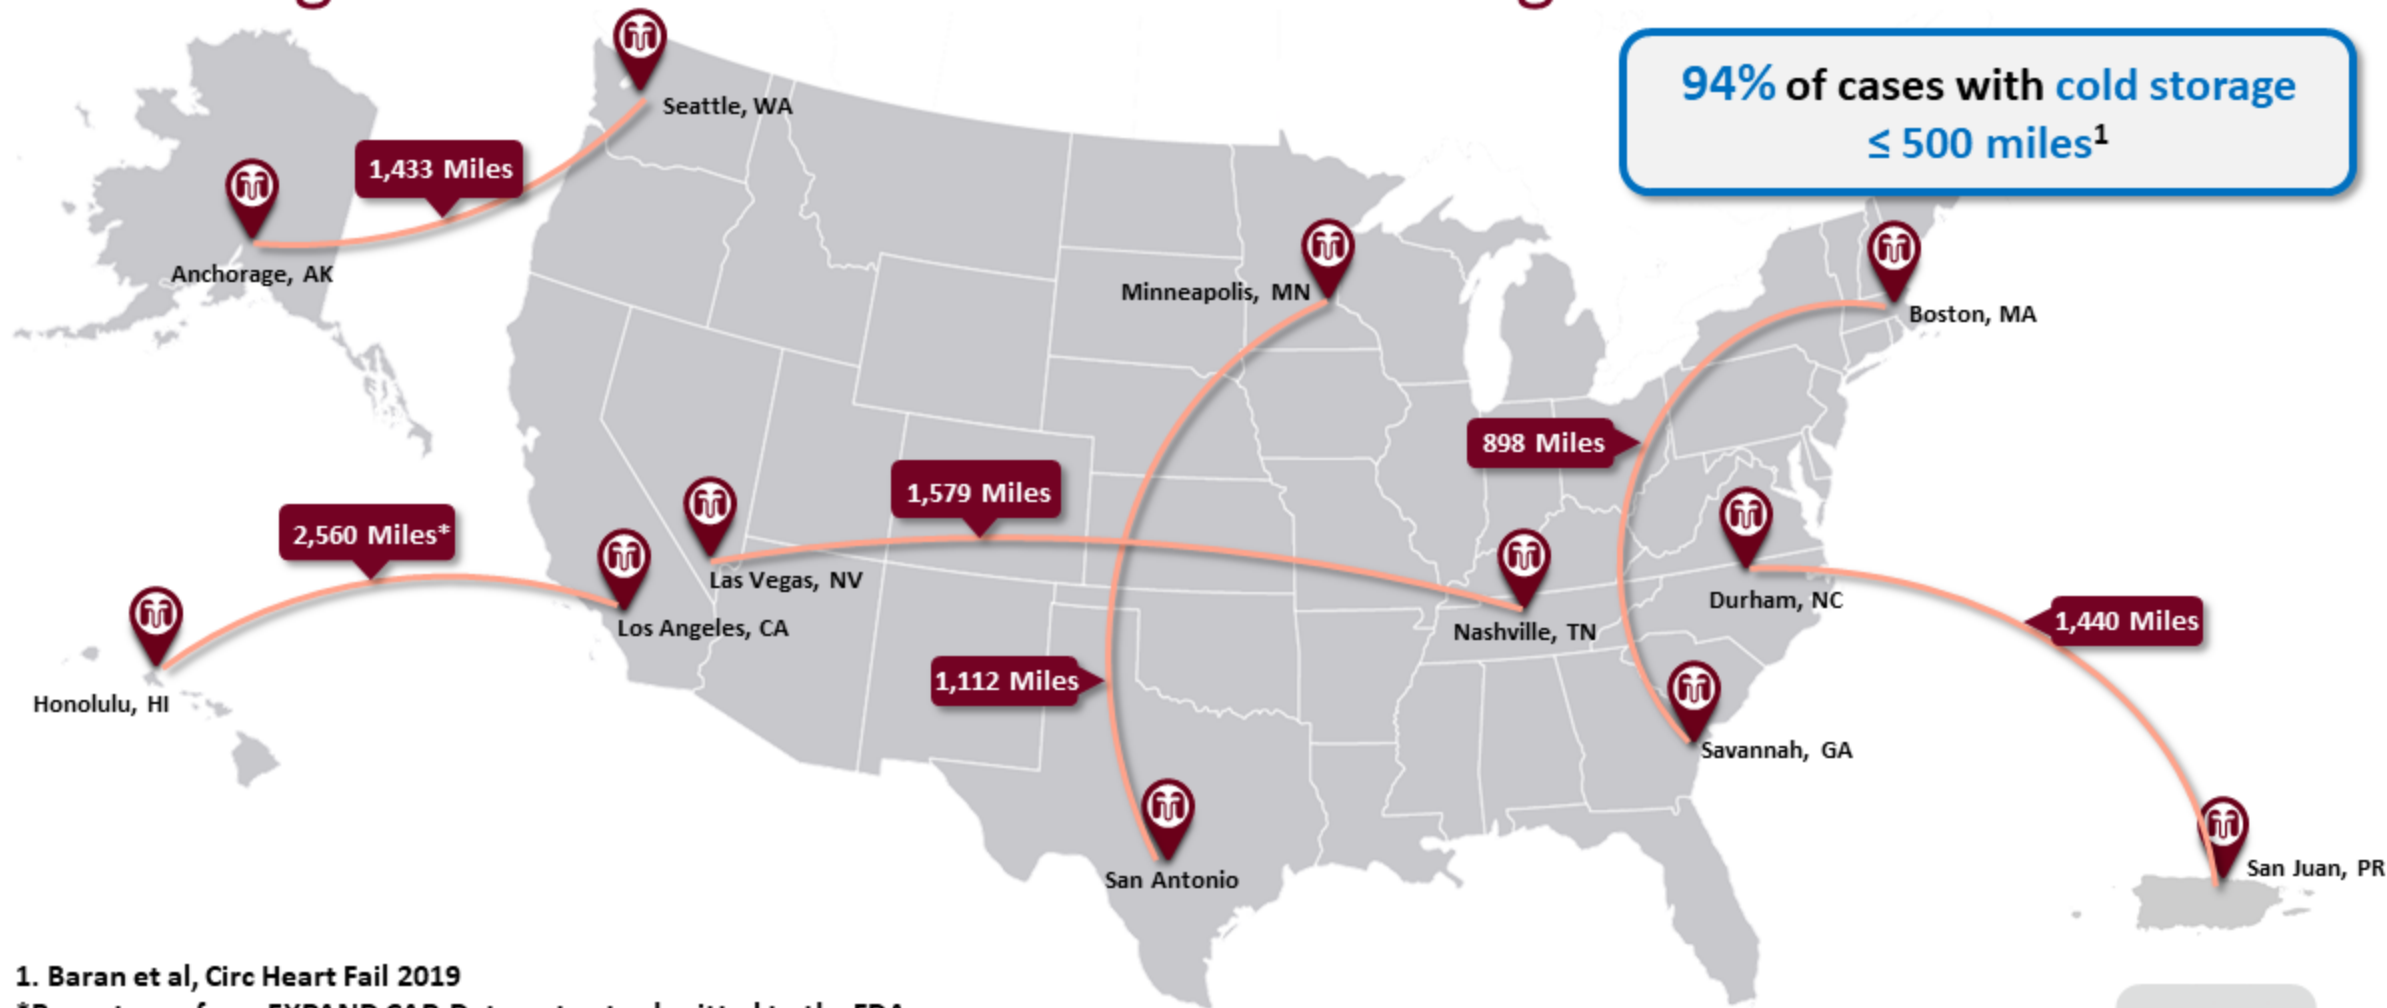 94% of cases with cold storage
≤ 500 miles¹
Seattle, WA
1,433 Miles
Anchorage, AK
Minneapolis, MN
Boston, MA
898 Miles
1,579 Miles
2,560 Miles*
Las Vegas, NV
Los Angeles, CA
Durham, NC
Nashville, TN
1,440 Miles
1,112 Miles
Honolulu, HI
Savannah, GA
San Antonio
San Juan, PR
1. Baran et al, Circ Heart Fail 2019